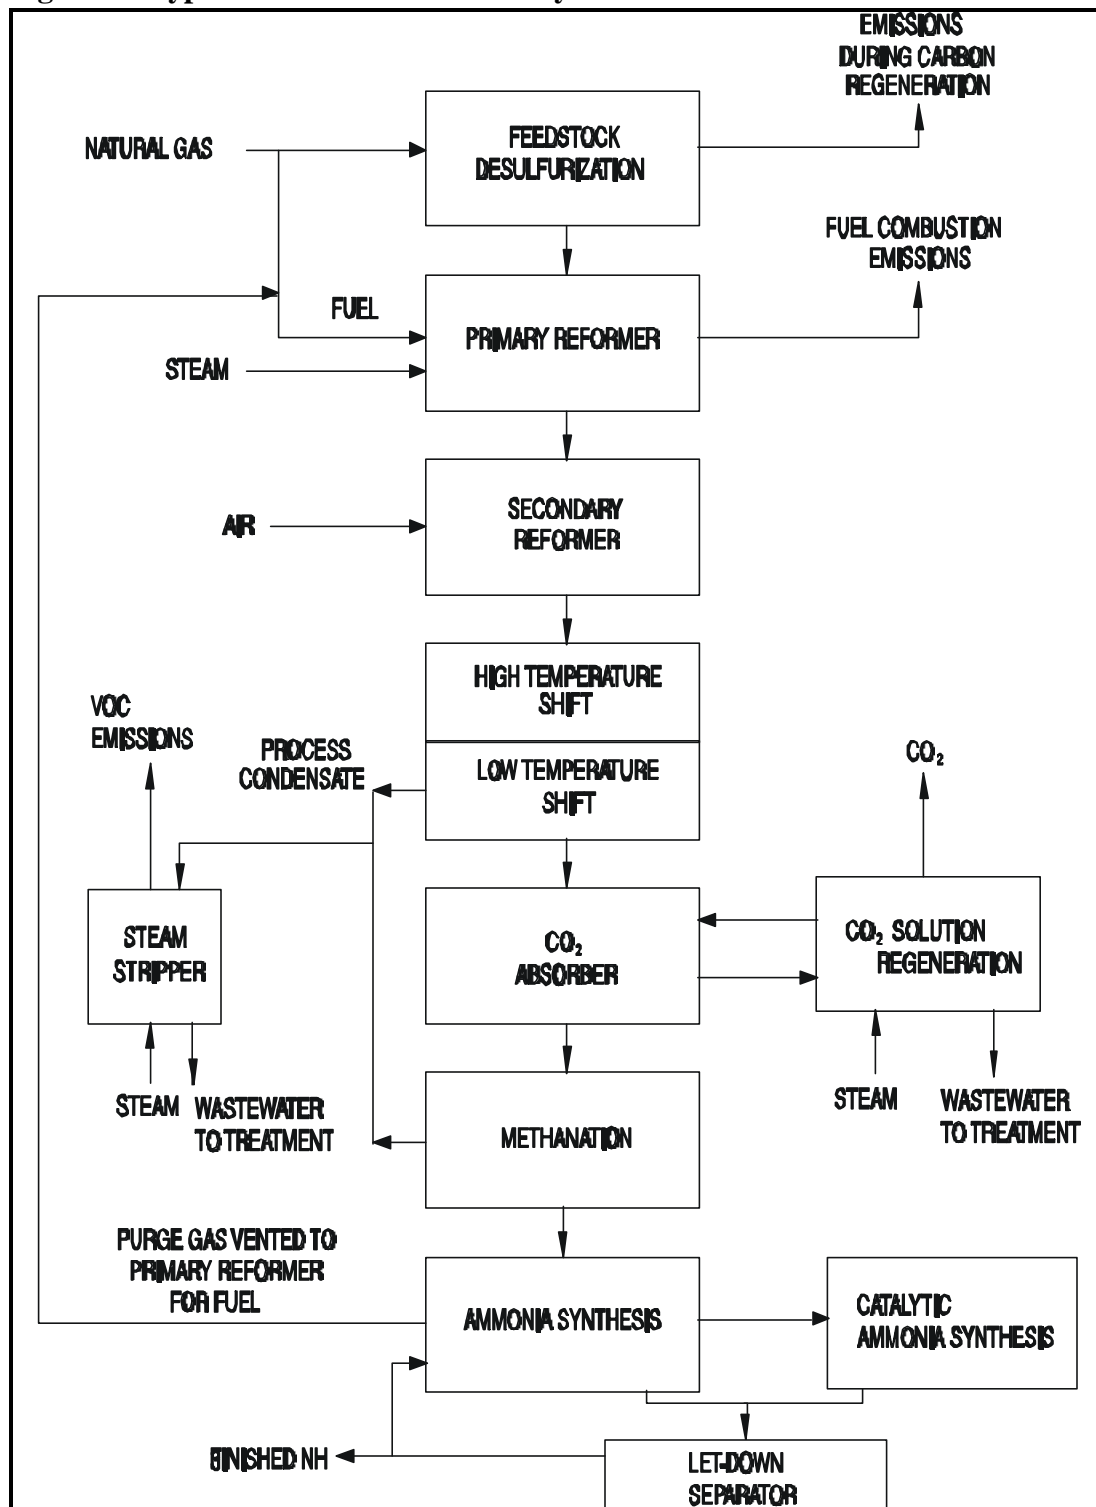 EMISSIONS
DURING CARBON
REGENERATION
NATURAL GAS
FEEDSTOCK
DESULFURIZATION
FUEL COMBUSTION
EMISSIONS
FUEL
PRIMARY REFORMER
STEAM
SECONDARY
REFORMER
AIR
HIGH TEMPERATURE
SHIFT
VOC
EMISSIONS
PROCESS
CONDENSATE
LOW TEMPERATURE
SHIFT
CO₂
STEAM
STRIPPER
CO₂
ABSORBER
CO₂ SOLUTION
REGENERATION
STEAM
WASTEWATER
TO TREATMENT
STEAM
WASTEWATER
TO TREATMENT
METHANATION
PURGE GAS VENTED TO
PRIMARY REFORMER
FOR FUEL
AMMONIA SYNTHESIS
CATALYTIC
AMMONIA SYNTHESIS
FINISHED NH
LET-DOWN
SEPARATOR